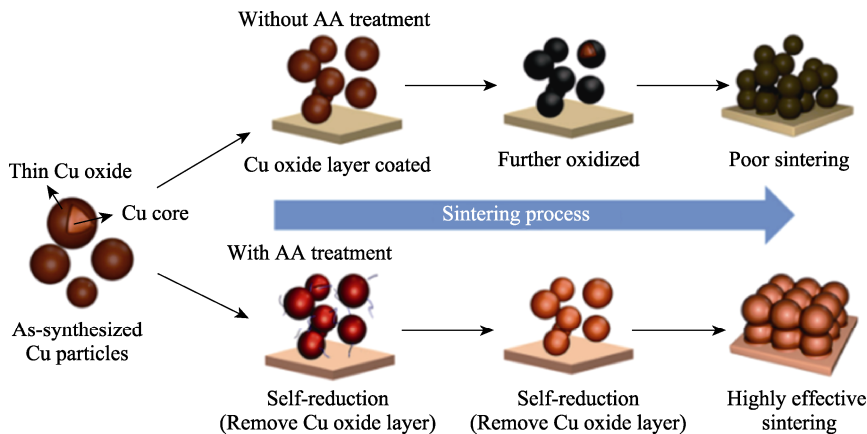 Without AA treatment
Cu oxide layer coated
Further oxidized
Poor sintering
Thin Cu oxide
Cu core
As-synthesized
Cu particles
Sintering process
With AA treatment
Self-reduction
(Remove Cu oxide layer)
Self-reduction
(Remove Cu oxide layer)
Highly effective
sintering